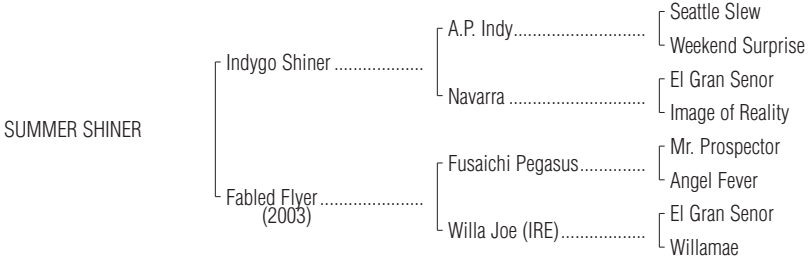 Seattle Slew
A.P. Indy..............................
Weekend Surprise
Indygo Shiner ....................
El Gran Senor
Navarra ...............................
Image of Reality
SUMMER SHINER
Mr. Prospector
Fusaichi Pegasus...............
Angel Fever
Fabled Flyer.......................
(2003)
El Gran Senor
Willa Joe (IRE)...................
Willamae